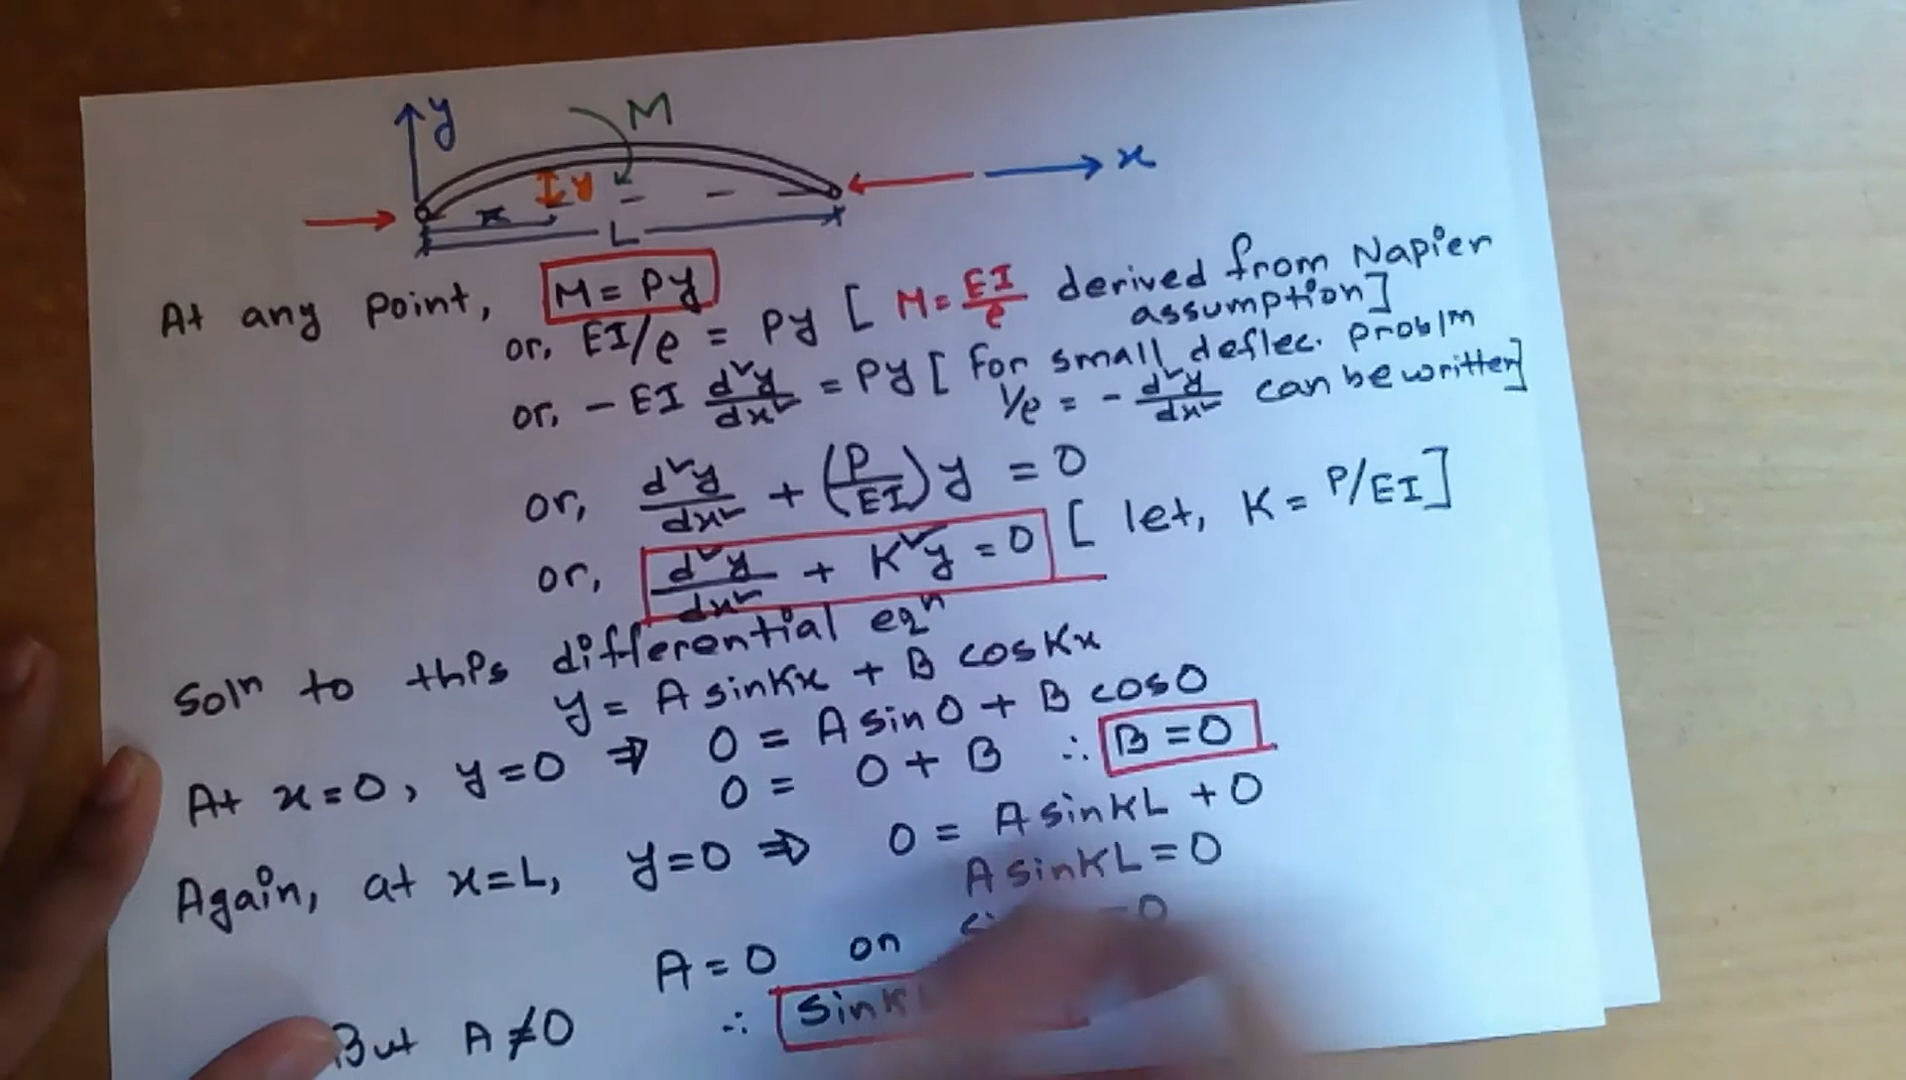 y
M
x
y
x
L
At any point, M = Py
or, EI/ρ = Py [ M = EI/ρ derived from Napier
assumption]
or, - EI d²y/dx² = Py [ For small deflec. problm
1/ρ = - d²y/dx² can be written]
or, d²y/dx² + (P/EI) y = 0
or, d²y/dx² + K²y = 0 [ let, K = P/EI ]
Solⁿ to this differential eqⁿ
y = A sinKx + B cosKx
At x=0, y=0 ⇒ 0 = A sin0 + B cos0
0 = 0 + B ∴ B = 0
Again, at x=L, y=0 ⇒ 0 = A sinKL + 0
A sinKL = 0
A = 0 or =0
But A≠0 ∴ sinK